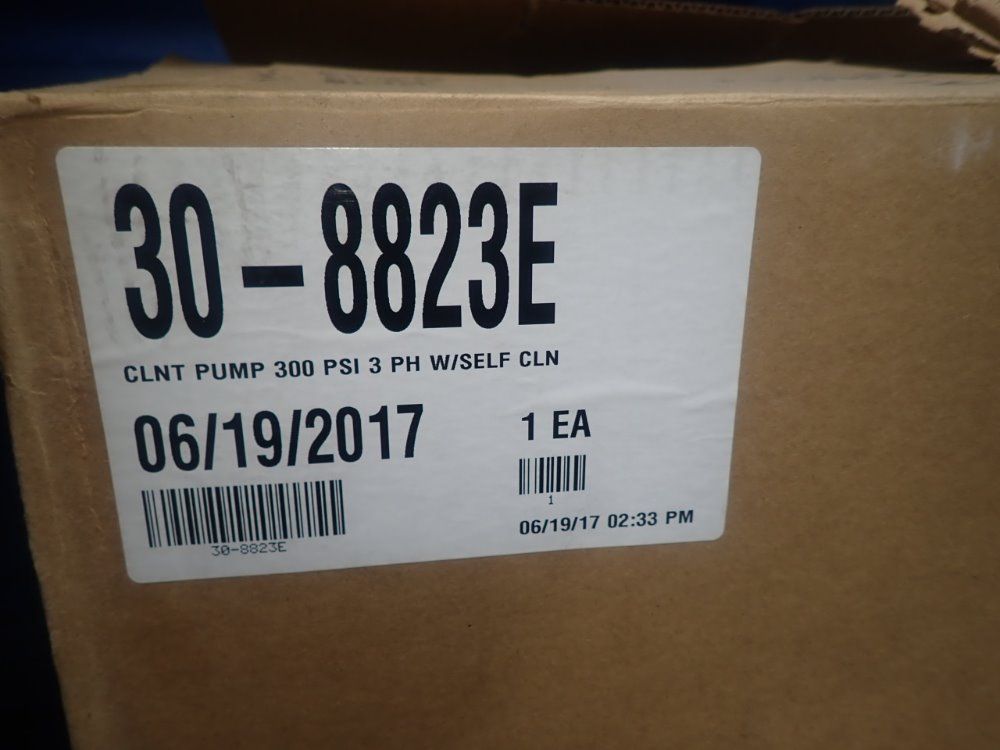 30-8823E
CLNT PUMP 300 PSI 3 PH W/SELF CLN
06/19/2017
1 EA
1
30-8823E
06/19/17 02:33 PM